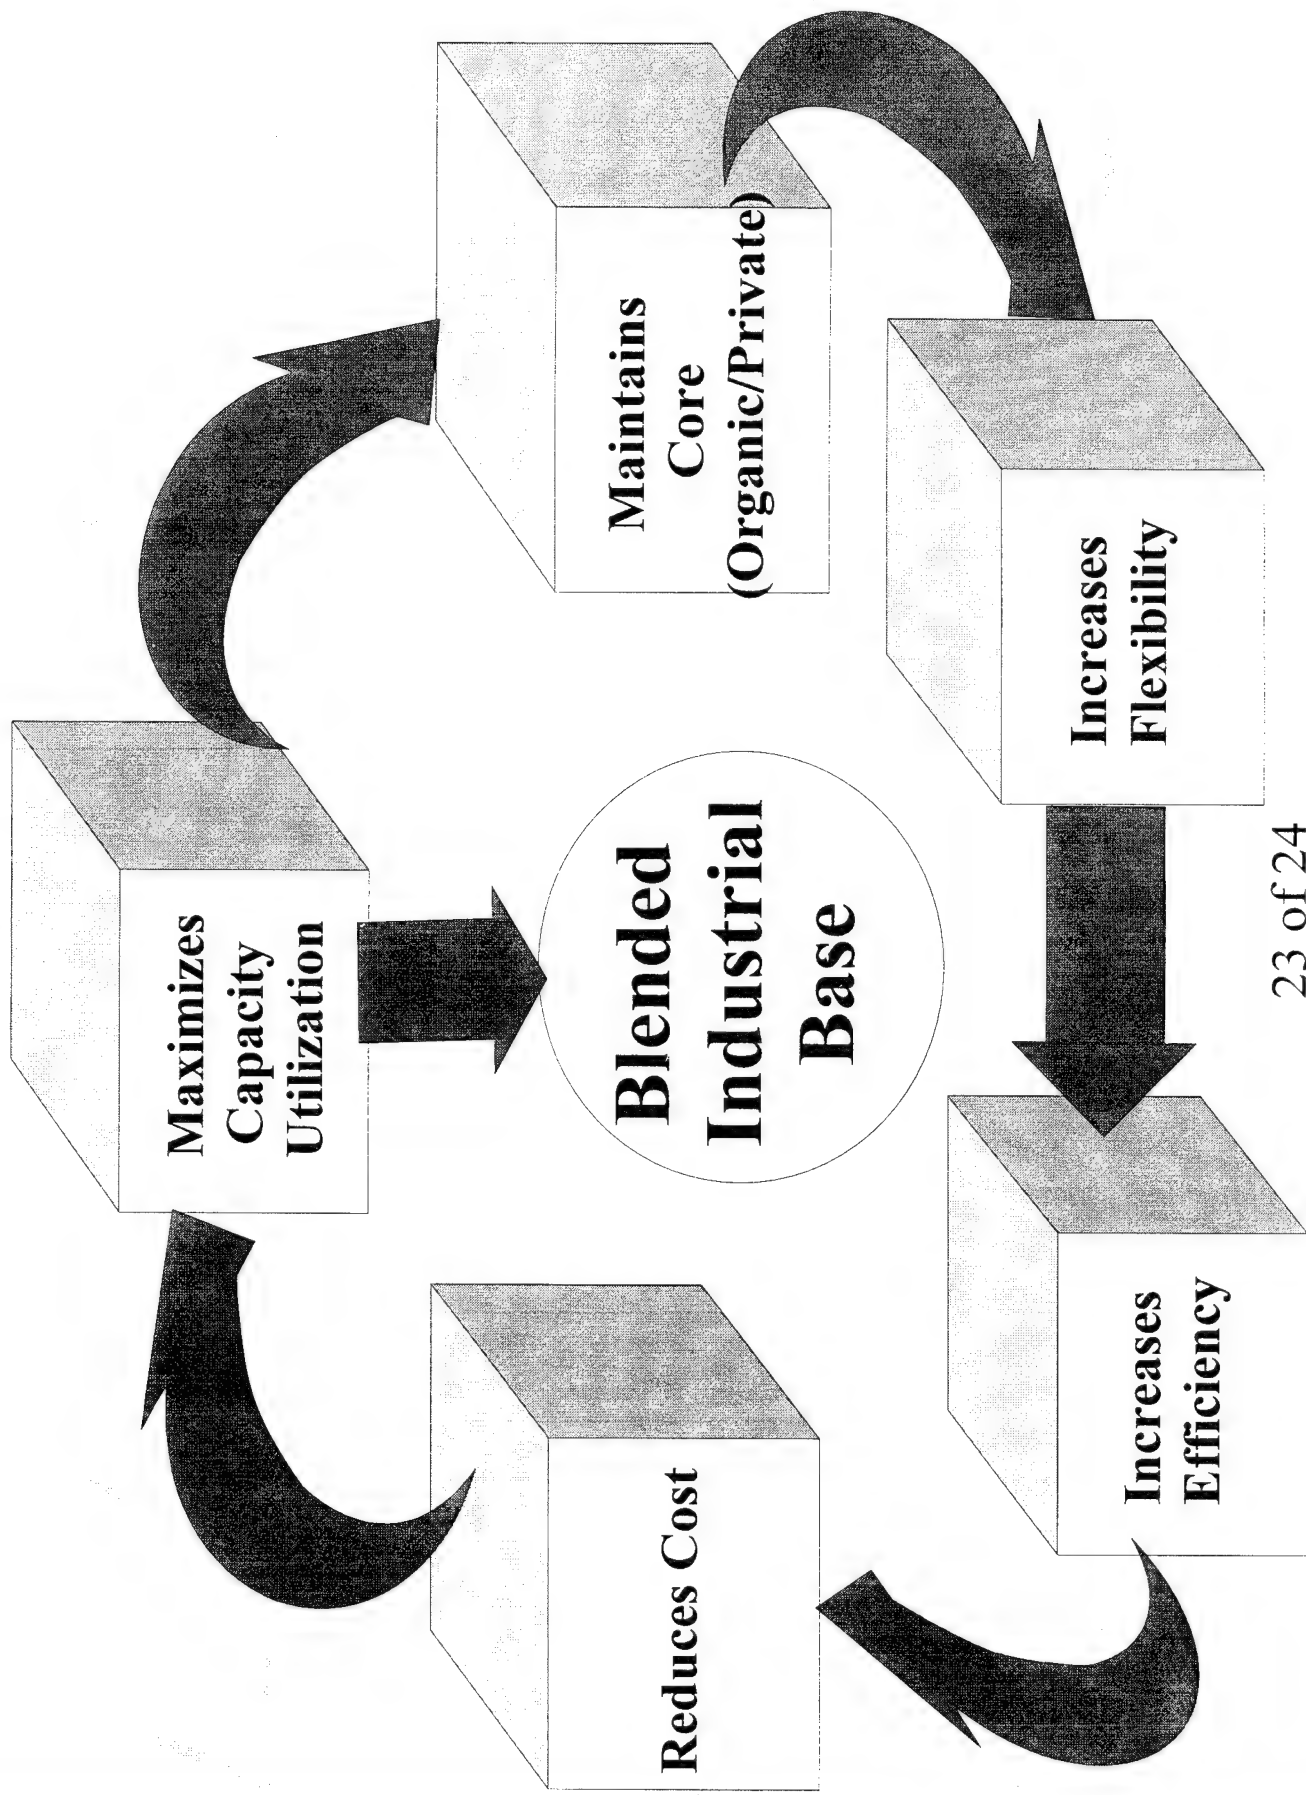 Maximizes
Capacity
Utilization
Reduces Cost
Blended
Industrial
Base
Maintains
Core
(Organic/Private)
Increases
Efficiency
Increases
Flexibility
23 of 24